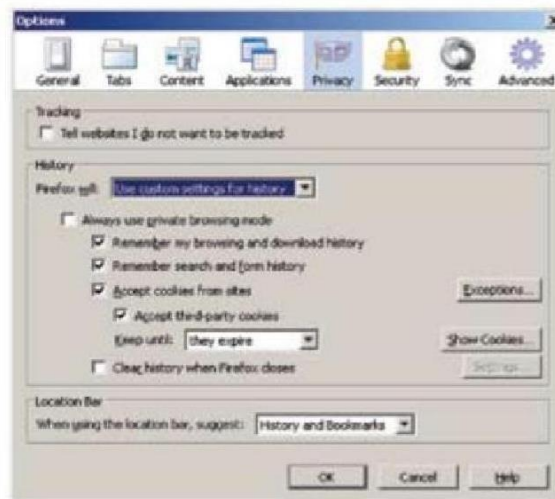 Options
General Tabs Content Applications Privacy Security Sync Advanced
Tracking
Tell websites I do not want to be tracked
History
Firefox will: Use custom settings for history
Always use private browsing mode
Remember my browsing and download history
Remember search and form history
Accept cookies from sites Exceptions...
Accept third-party cookies
Keep until: they expire Show Cookies...
Clear history when Firefox closes Settings...
Location Bar
When using the location bar, suggest: History and Bookmarks
OK Cancel Help